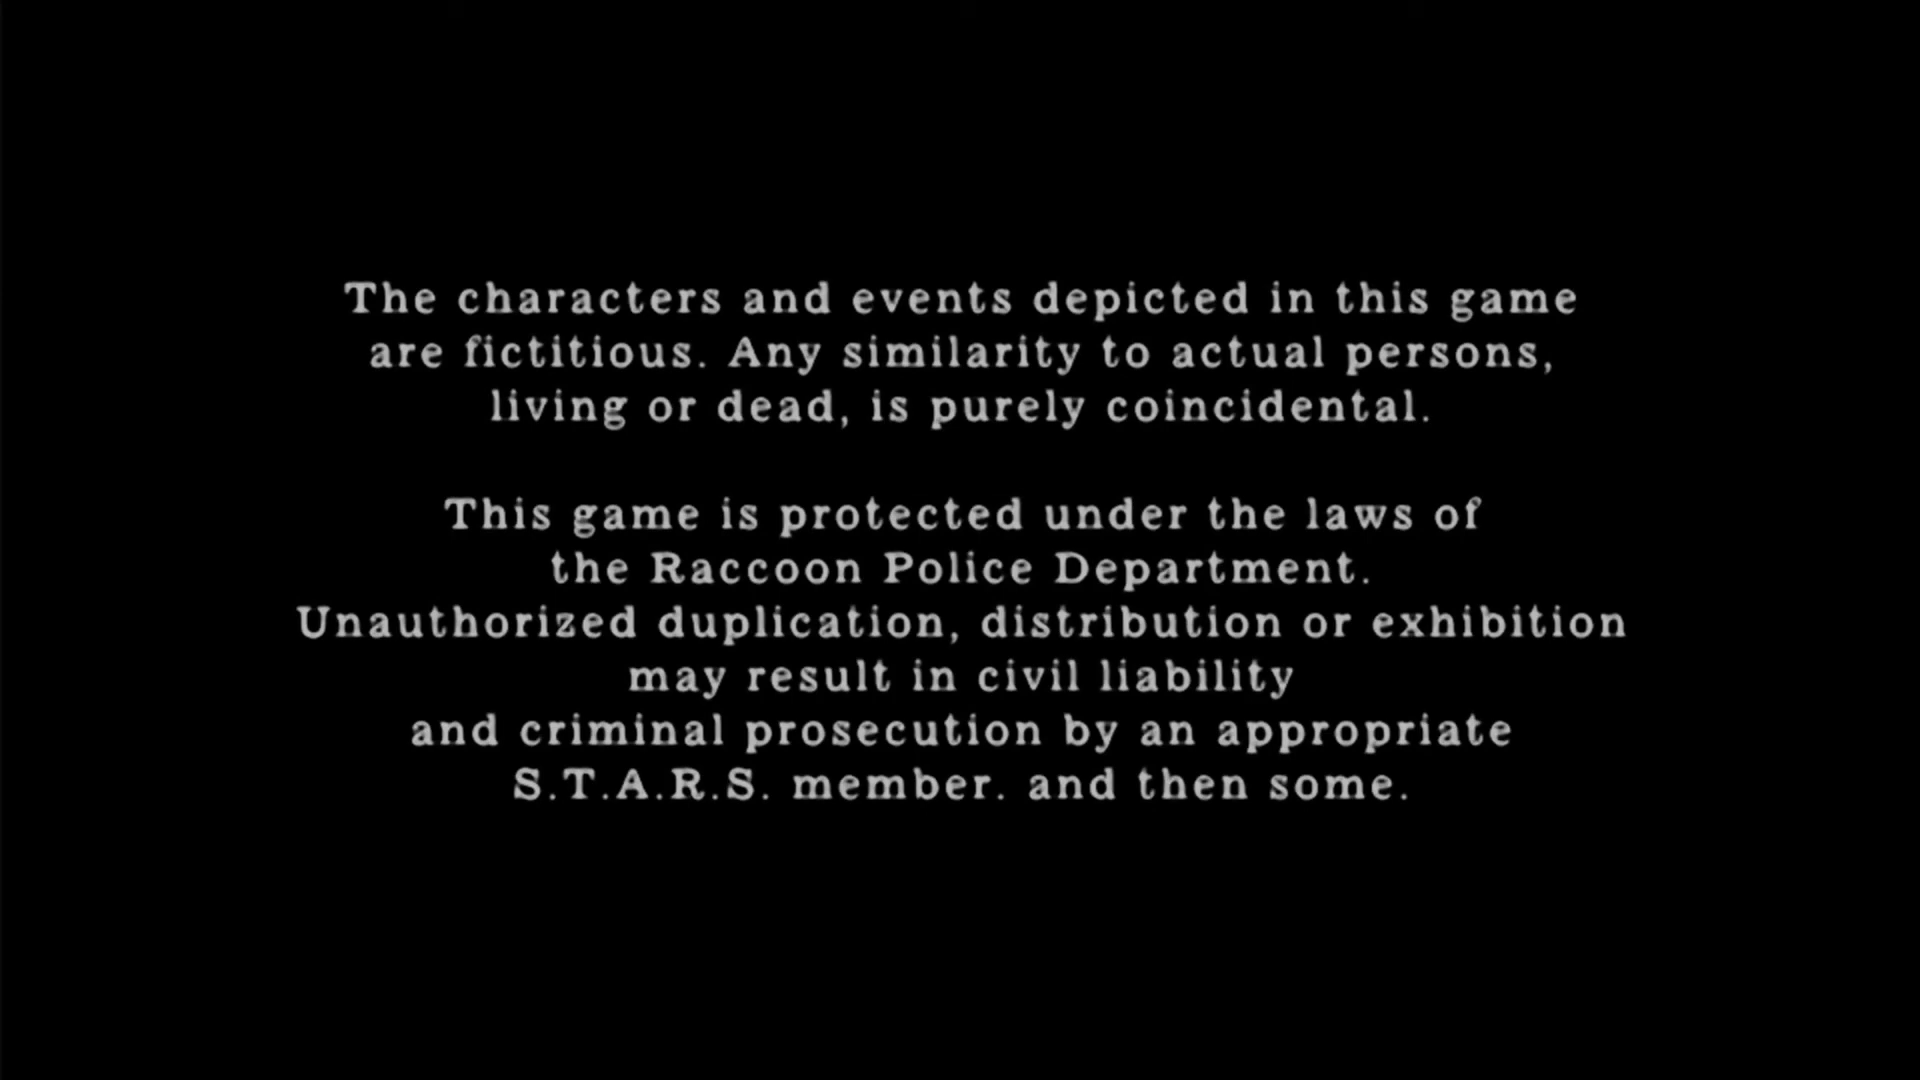 The characters and events depicted in this game
are fictitious. Any similarity to actual persons,
living or dead, is purely coincidental.
This game is protected under the laws of
the Raccoon Police Department.
Unauthorized duplication, distribution or exhibition
may result in civil liability
and criminal prosecution by an appropriate
S.T.A.R.S. member. and then some.